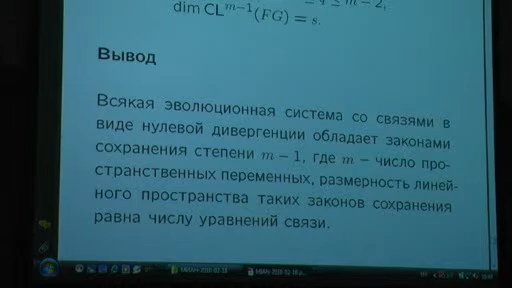 ≤ q ≤ m − 2,
dim CL^{m−1}(FG) = s.
Вывод
Всякая эволюционная система со связями в
виде нулевой дивергенции обладает законами
сохранения степени m − 1, где m − число про-
странственных переменных, размерность линей-
ного пространства таких законов сохранения
равна числу уравнений связи.